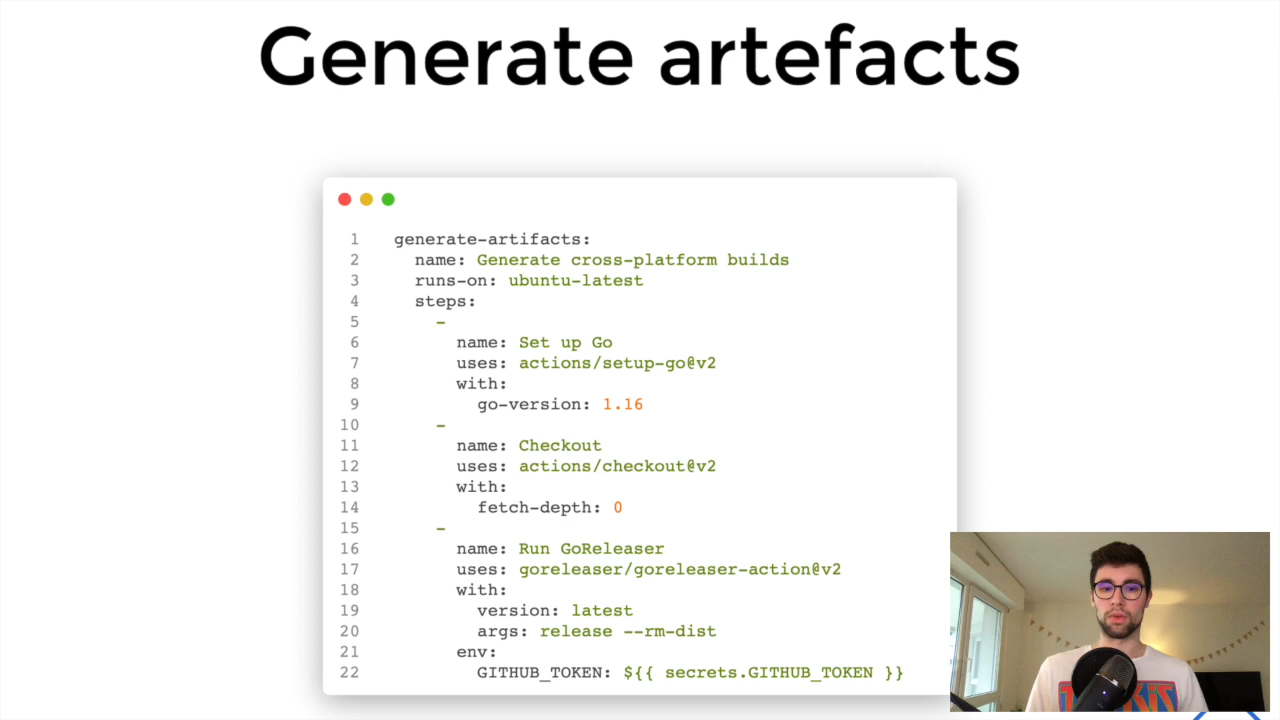 Generate artefacts
1 generate-artifacts:
2 name: Generate cross-platform builds
3 runs-on: ubuntu-latest
4 steps:
5 -
6 name: Set up Go
7 uses: actions/setup-go@v2
8 with:
9 go-version: 1.16
10 -
11 name: Checkout
12 uses: actions/checkout@v2
13 with:
14 fetch-depth: 0
15 -
16 name: Run GoReleaser
17 uses: goreleaser/goreleaser-action@v2
18 with:
19 version: latest
20 args: release --rm-dist
21 env:
22 GITHUB_TOKEN: ${{ secrets.GITHUB_TOKEN }}